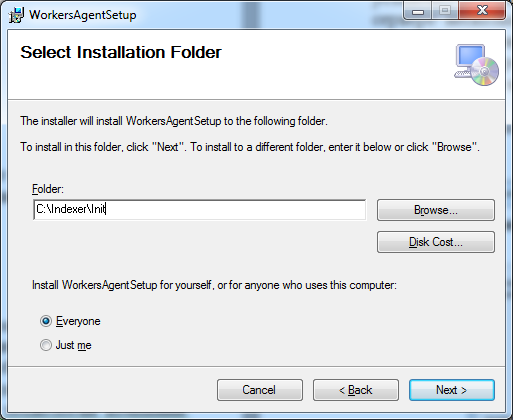 WorkersAgentSetup
Select Installation Folder
The installer will install WorkersAgentSetup to the following folder.
To install in this folder, click "Next". To install to a different folder, enter it below or click "Browse".
Folder:
C:\Indexer\Init
Browse...
Disk Cost...
Install WorkersAgentSetup for yourself, or for anyone who uses this computer:
Everyone
Just me
Cancel
< Back
Next >